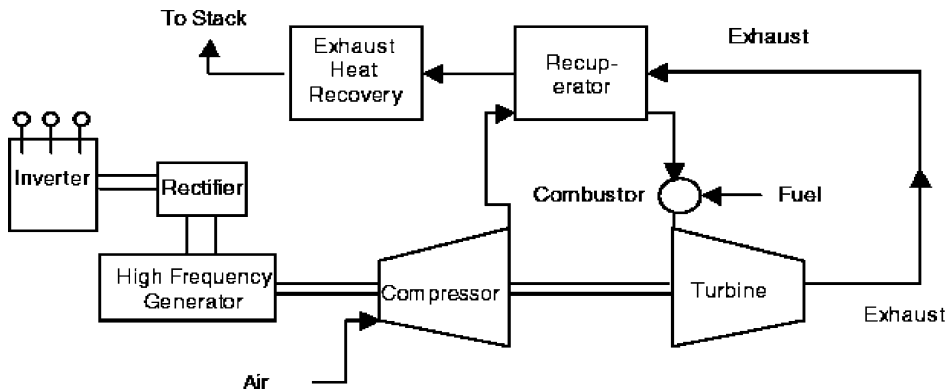 To Stack
Exhaust
Heat
Recovery
Recup-
erator
Exhaust
Inverter
Rectifier
Combustor
Fuel
High Frequency
Generator
Compressor
Turbine
Exhaust
Air